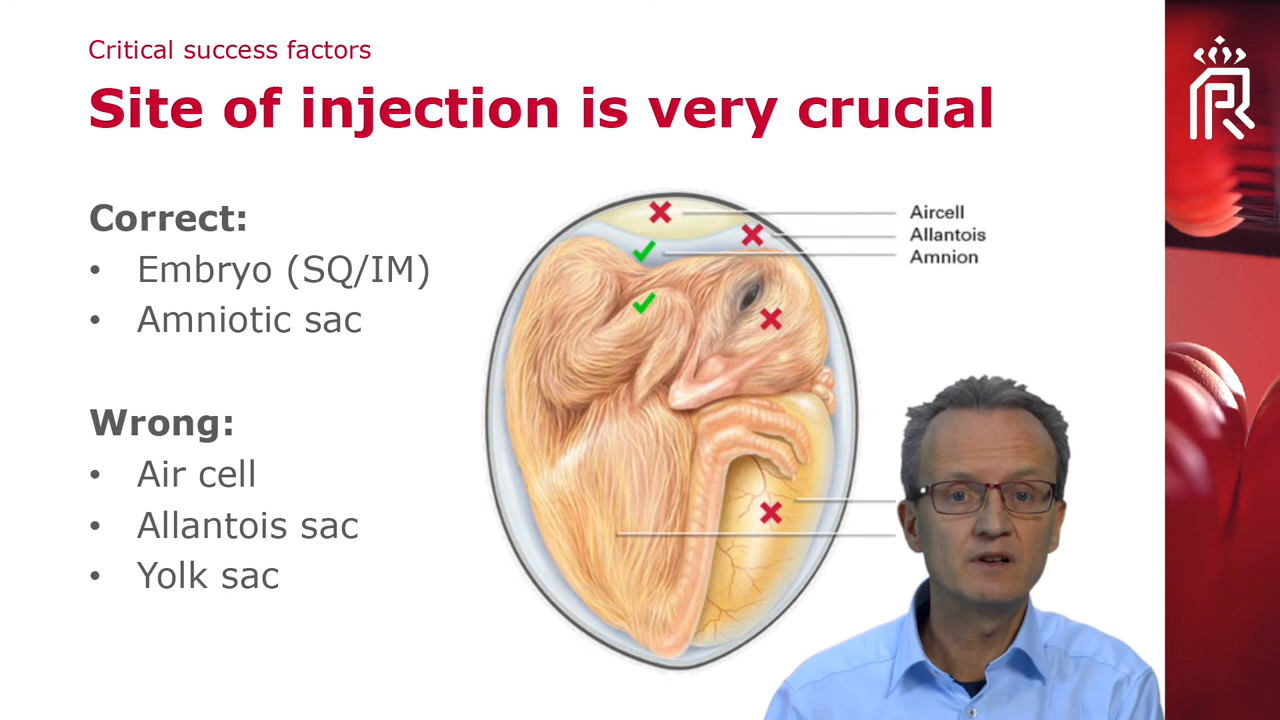 Critical success factors
Site of injection is very crucial
Correct:
• Embryo (SQ/IM)
• Amniotic sac
Wrong:
• Air cell
• Allantois sac
• Yolk sac
Aircell
Allantois
Amnion